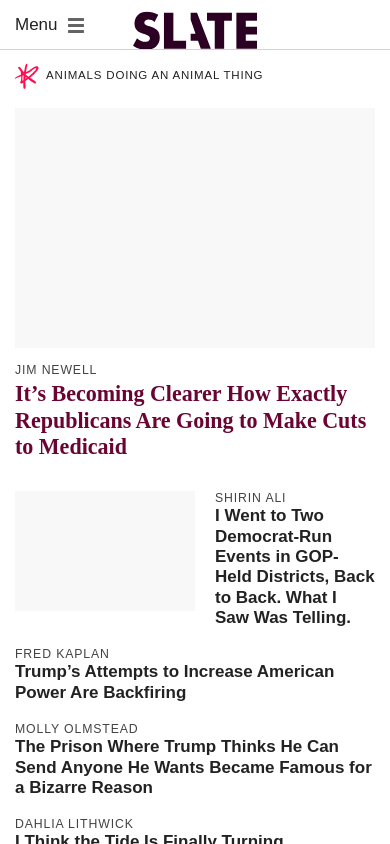 Menu
SLATE
ANIMALS DOING AN ANIMAL THING
JIM NEWELL
It’s Becoming Clearer How Exactly
Republicans Are Going to Make Cuts
to Medicaid
SHIRIN ALI
I Went to Two
Democrat-Run
Events in GOP-
Held Districts, Back
to Back. What I
Saw Was Telling.
FRED KAPLAN
Trump’s Attempts to Increase American
Power Are Backfiring
MOLLY OLMSTEAD
The Prison Where Trump Thinks He Can
Send Anyone He Wants Became Famous for
a Bizarre Reason
DAHLIA LITHWICK
I Think the Tide Is Finally Turning